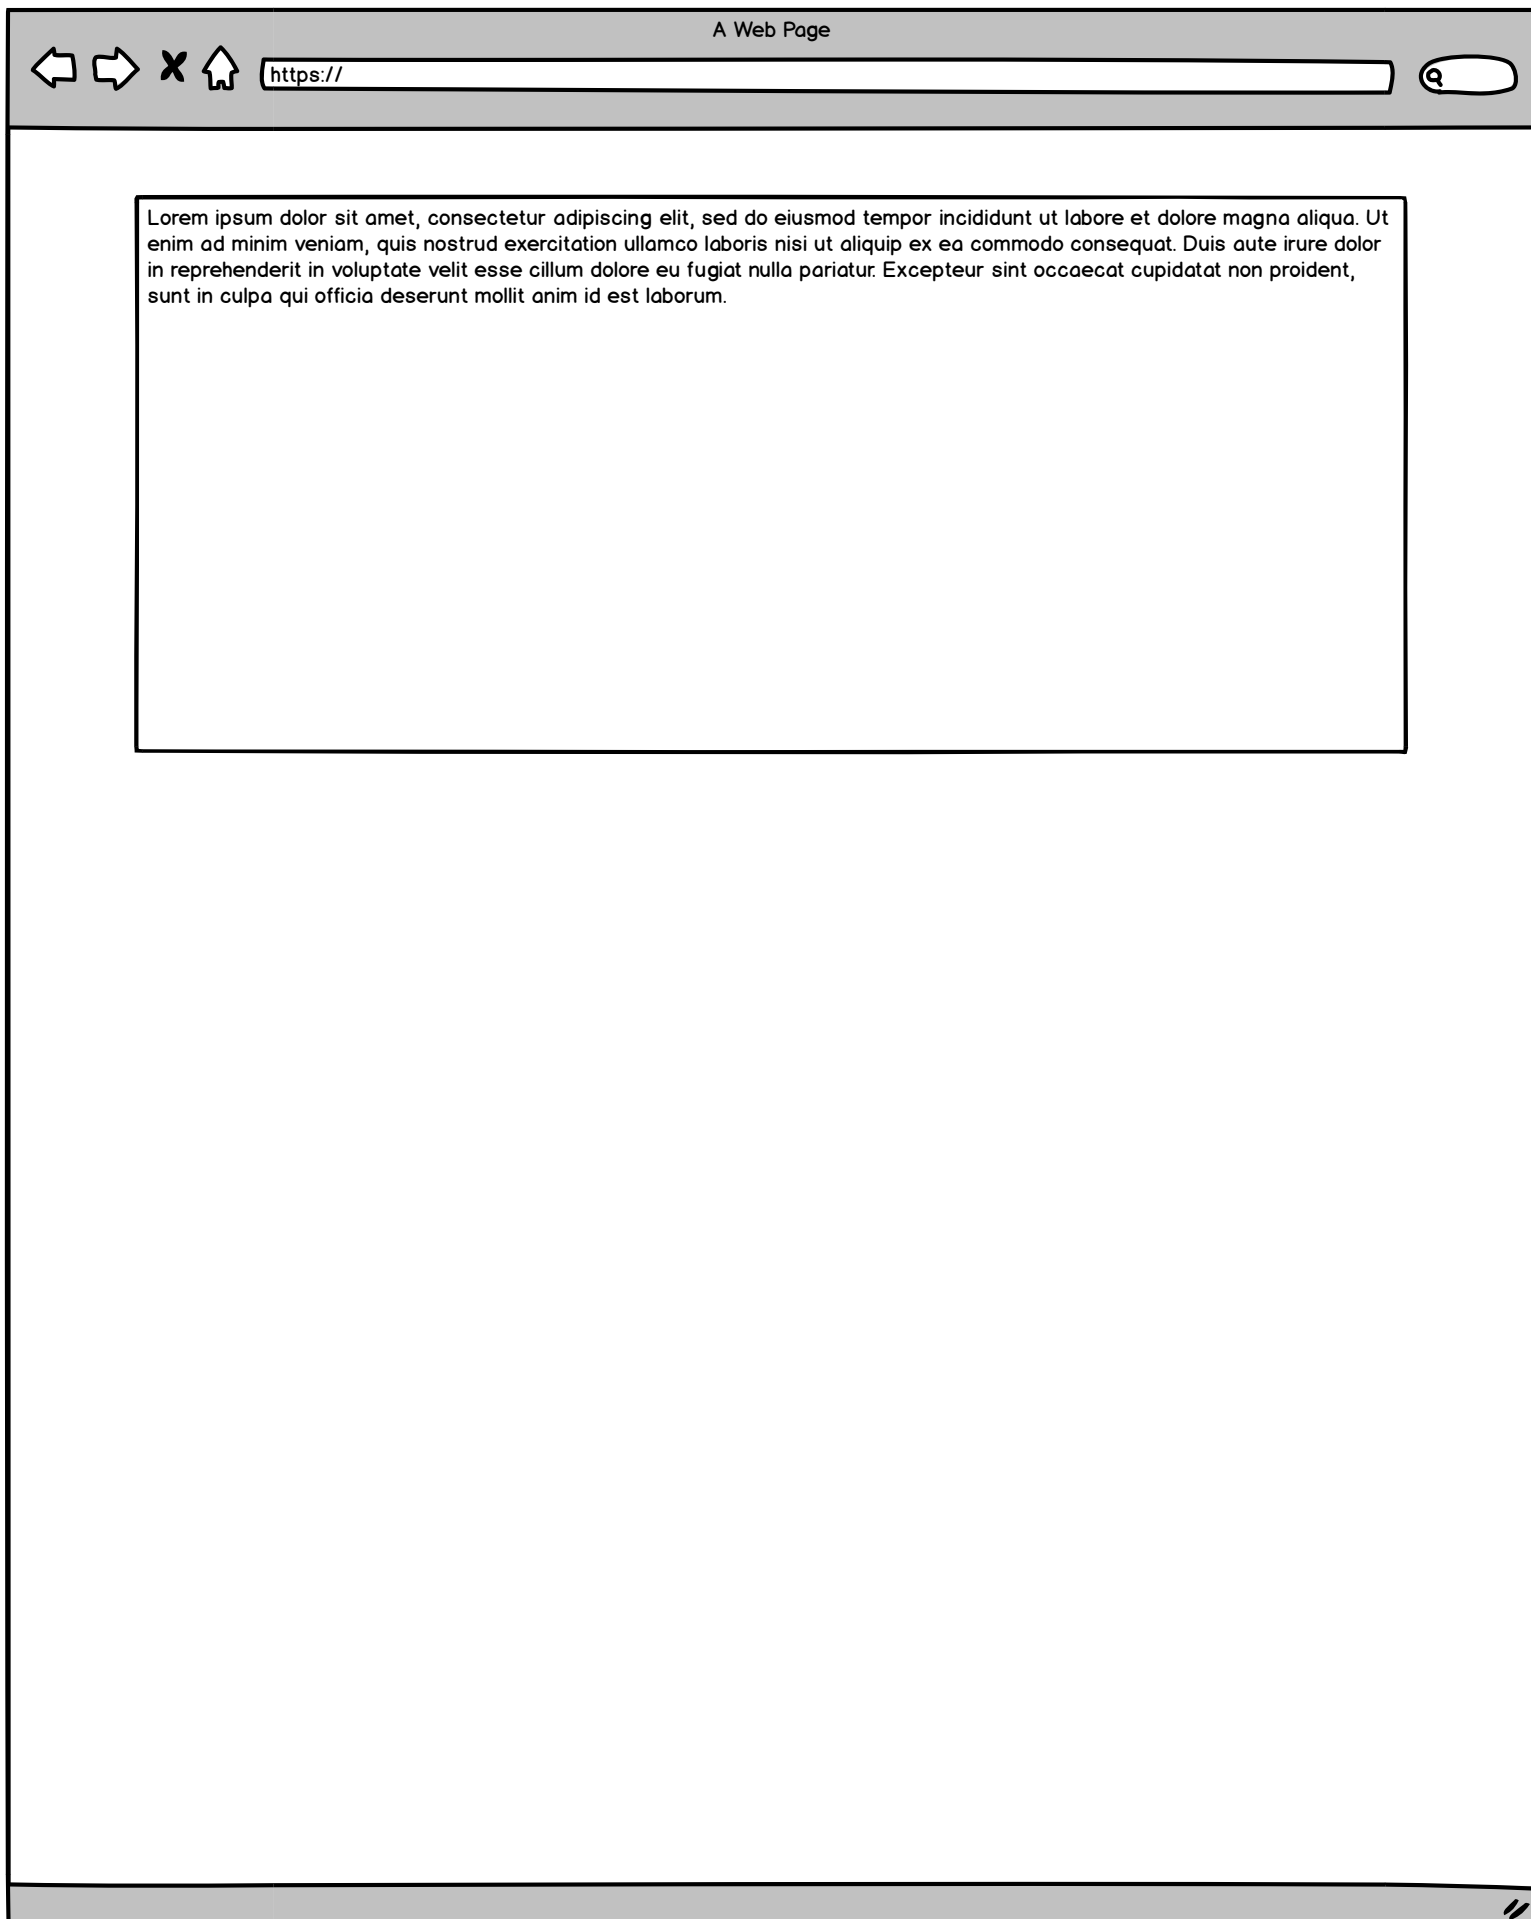 A Web Page
https://
Lorem ipsum dolor sit amet, consectetur adipiscing elit, sed do eiusmod tempor incididunt ut labore et dolore magna aliqua. Ut
enim ad minim veniam, quis nostrud exercitation ullamco laboris nisi ut aliquip ex ea commodo consequat. Duis aute irure dolor
in reprehenderit in voluptate velit esse cillum dolore eu fugiat nulla pariatur. Excepteur sint occaecat cupidatat non proident,
sunt in culpa qui officia deserunt mollit anim id est laborum.